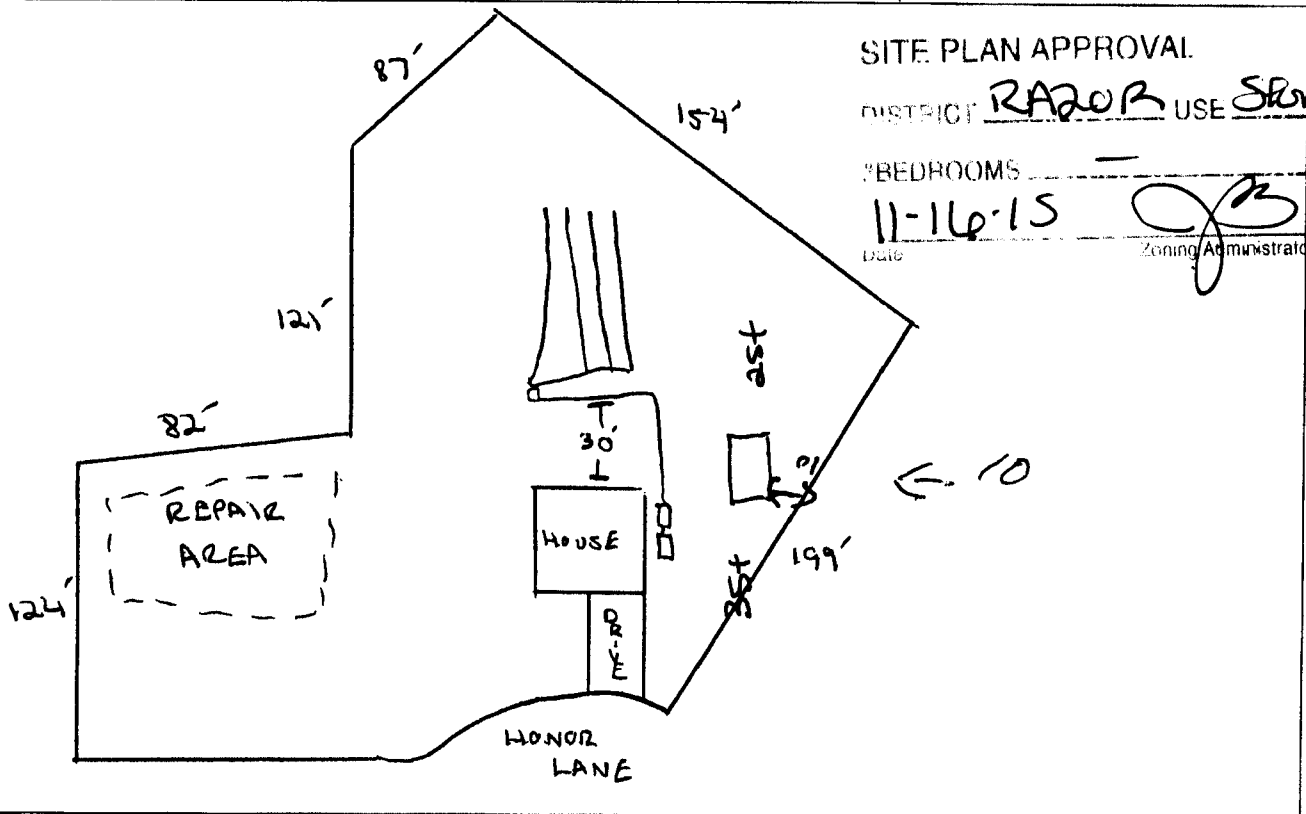 SITE PLAN APPROVAL
DISTRICT RA20R USE
#BEDROOMS —
11-16-15
Date Zoning Administrator
87'
154'
121'
82'
REPAIR
AREA
124'
30'
HOUSE
DRIVE
HONOR
LANE
25+
← 10
199'